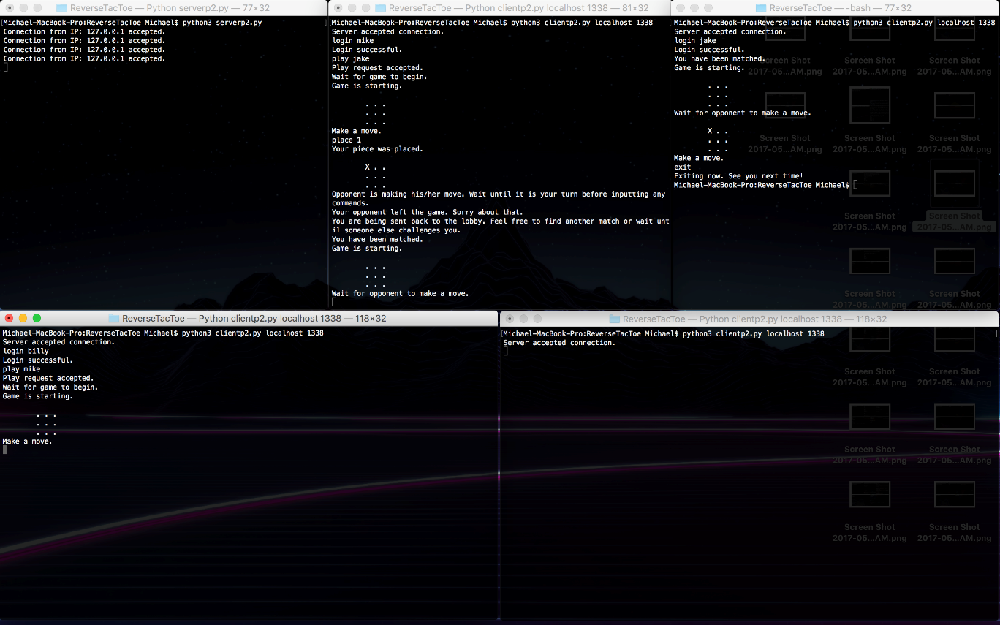 ReverseTacToe — Python serverp2.py — 77×32
[Michael-MacBook-Pro:ReverseTacToe Michael$ python3 serverp2.py ]
Connection from IP: 127.0.0.1 accepted.
Connection from IP: 127.0.0.1 accepted.
Connection from IP: 127.0.0.1 accepted.
Connection from IP: 127.0.0.1 accepted.
ReverseTacToe — Python clientp2.py localhost 1338 — 81×32
[Michael-MacBook-Pro:ReverseTacToe Michael$ python3 clientp2.py localhost 1338
Server accepted connection.
login mike
Login successful.
play jake
Play request accepted.
Wait for game to begin.
Game is starting.
. . .
. . .
. . .
Make a move.
place 1
Your piece was placed.
X . .
. . .
. . .
Opponent is making his/her move. Wait until it is your turn before inputting any
commands.
Your opponent left the game. Sorry about that.
You are being sent back to the lobby. Feel free to find another match or wait unt
il someone else challenges you.
You have been matched.
Game is starting.
. . .
. . .
. . .
Wait for opponent to make a move.
ReverseTacToe — -bash — 77×32
[Michael-MacBook-Pro:ReverseTacToe Michael$ python3 clientp2.py localhost 1338
Server accepted connection.
login jake
Login successful.
You have been matched.
Game is starting.
. . .
. . .
. . .
Wait for opponent to make a move.
X . .
. . .
. . .
Make a move.
exit
Exiting now. See you next time!
Michael-MacBook-Pro:ReverseTacToe Michael$
Screen Shot Screen Shot Screen Shot
2017-05...AM.png 2017-05...AM.png 2017-05...AM.png
Screen Shot Screen Shot Screen Shot
2017-05...AM.png 2017-05...AM.png 2017-05...AM.png
Screen Shot Screen Shot
2017-05...AM.png 2017-05...AM.png
Screen Shot Screen Shot
2017-05...AM.png 2017-05...AM.png
ReverseTacToe — Python clientp2.py localhost 1338 — 118×32
[Michael-MacBook-Pro:ReverseTacToe Michael$ python3 clientp2.py localhost 1338 ]
Server accepted connection.
login billy
Login successful.
play mike
Play request accepted.
Wait for game to begin.
Game is starting.
. . .
. . .
. . .
Make a move.
ReverseTacToe — Python clientp2.py localhost 1338 — 118×32
[Michael-MacBook-Pro:ReverseTacToe Michael$ python3 clientp2.py localhost 1338 ]
Server accepted connection.
Screen Shot Screen Shot
2017-05...AM.png 2017-05...AM.png
Screen Shot Screen Shot
2017-05...AM.png 2017-05...AM.png
Screen Shot Screen Shot
2017-05...AM.png 2017-05...AM.png